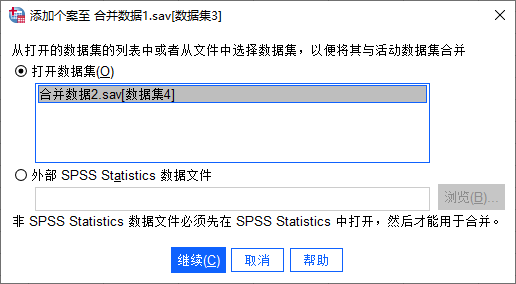 添加个案至 合并数据1.sav[数据集3]
从打开的数据集的列表中或者从文件中选择数据集，以便将其与活动数据集合并
打开数据集(O)
合并数据2.sav[数据集4]
外部 SPSS Statistics 数据文件
浏览(B)...
非 SPSS Statistics 数据文件必须先在 SPSS Statistics 中打开，然后才能用于合并。
继续(C) 取消 帮助